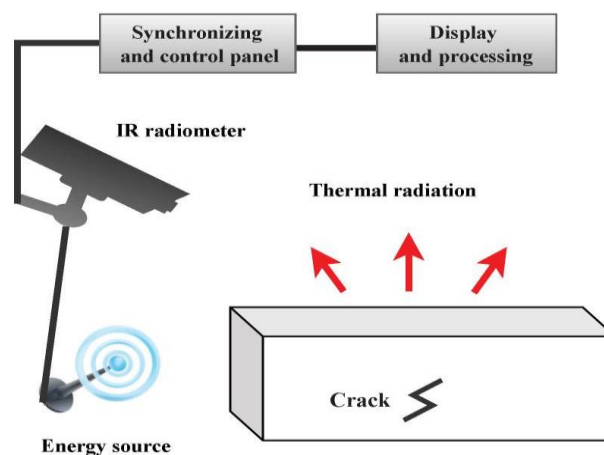 Synchronizing
and control panel
Display
and processing
IR radiometer
Thermal radiation
Crack
Energy source